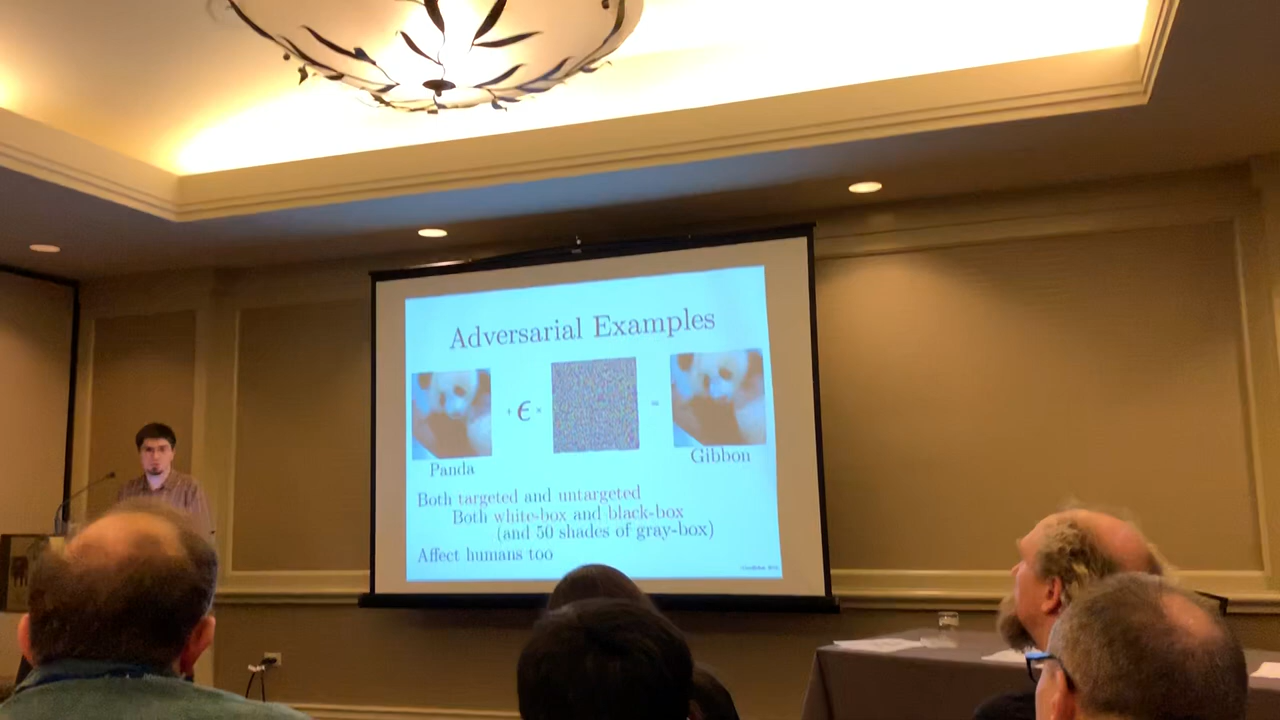 Adversarial Examples
+ ϵ × =
Panda
Gibbon
Both targeted and untargeted
Both white-box and black-box
(and 50 shades of gray-box)
Affect humans too